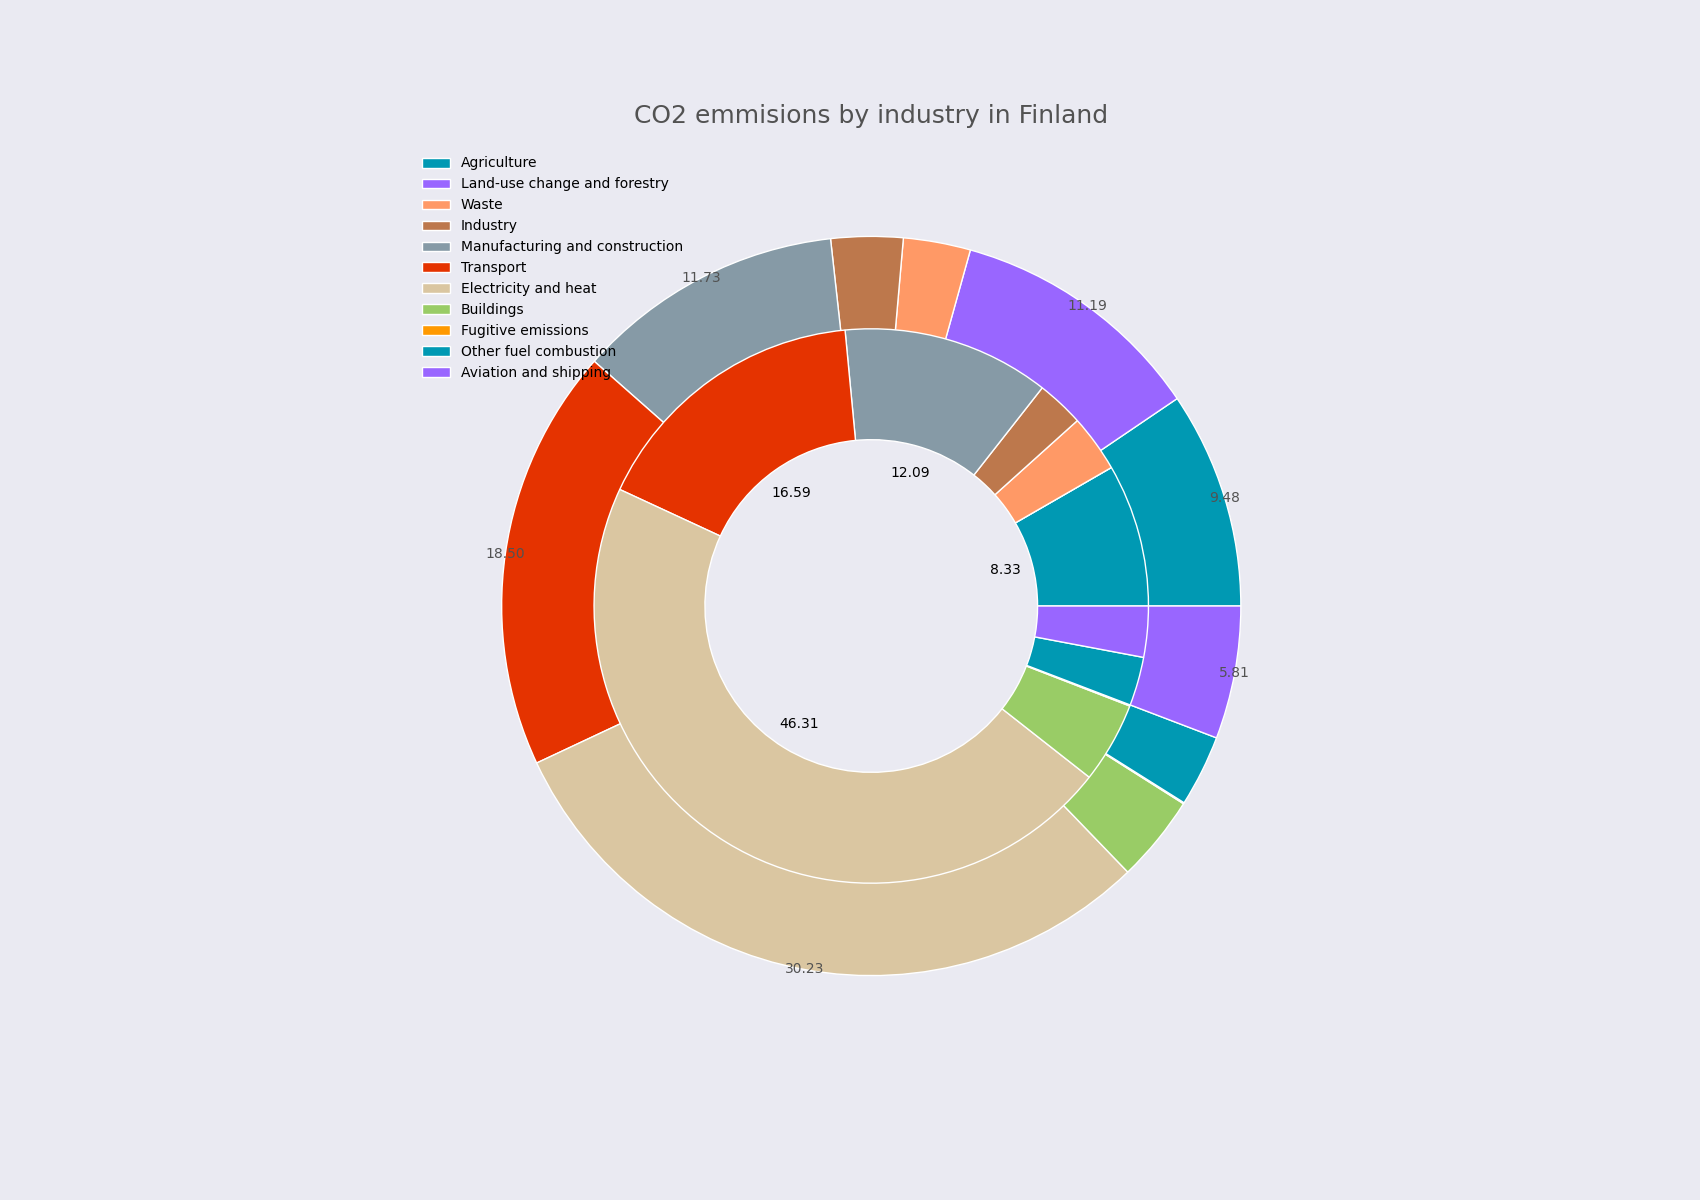 CO2 emmisions by industry in Finland
Agriculture
Land-use change and forestry
Waste
Industry
Manufacturing and construction
Transport
Electricity and heat
Buildings
Fugitive emissions
Other fuel combustion
Aviation and shipping
11.73
11.19
12.09
16.59
9.48
18.50
8.33
5.81
46.31
30.23